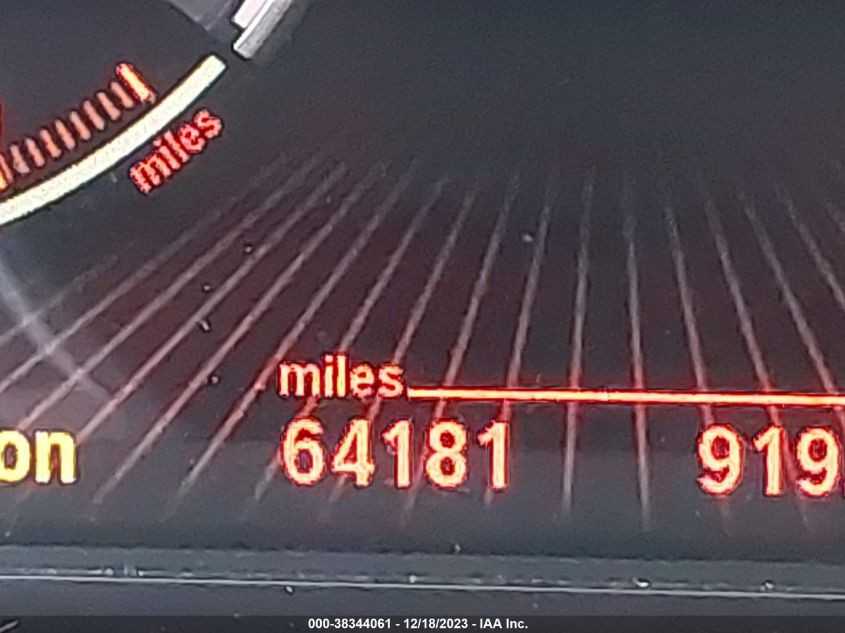 miles
miles
on 64181 919
000-38344061 - 12/18/2023 - IAA Inc.